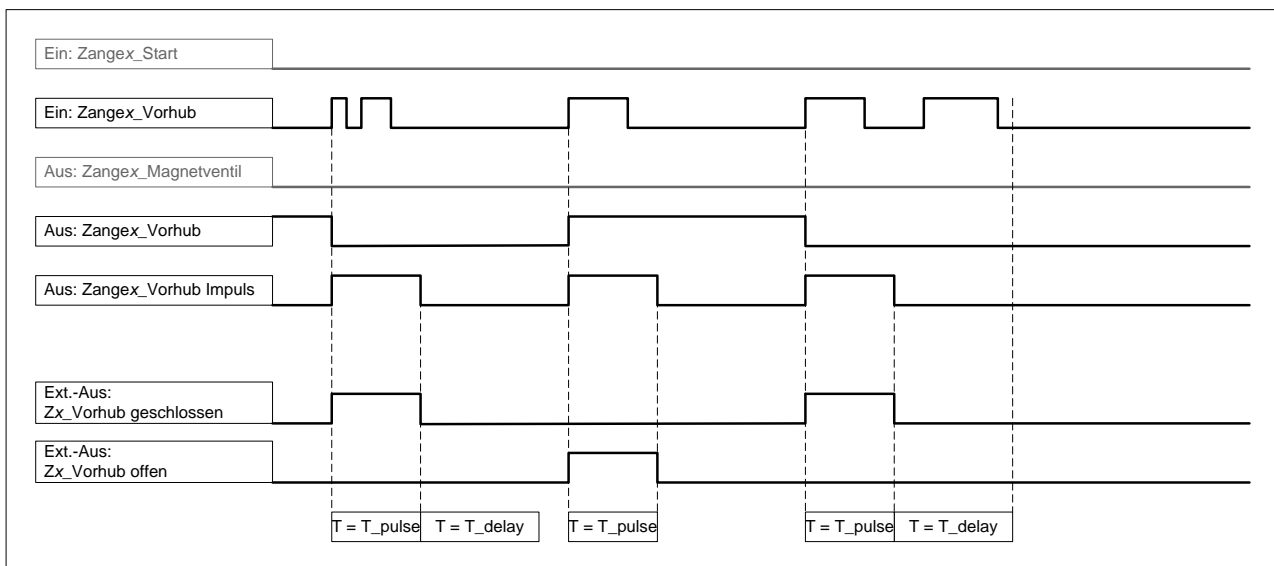 Ein: Zangex_Start
Ein: Zangex_Vorhub
Aus: Zangex_Magnetventil
Aus: Zangex_Vorhub
Aus: Zangex_Vorhub Impuls
Ext.-Aus:
Zx_Vorhub geschlossen
Ext.-Aus:
Zx_Vorhub offen
T = T_pulse T = T_delay T = T_pulse T = T_pulse T = T_delay